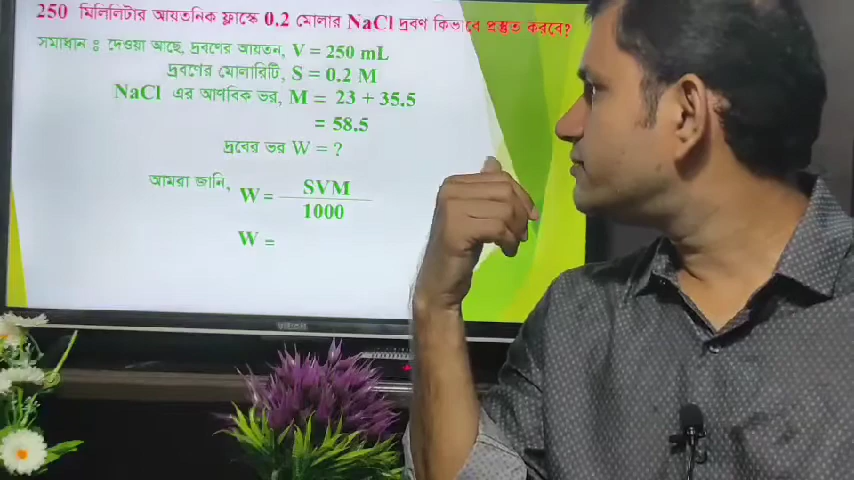 250 মিলিলিটার আয়তনিক ফ্লাস্কে 0.2 মোলার NaCl দ্রবণ কিভাবে প্রস্তুত করবে?
সমাধান ঃ দেওয়া আছে, দ্রবণের আয়তন, V = 250 mL
দ্রবণের মোলারিটি, S = 0.2 M
NaCl এর আণবিক ভর, M = 23 + 35.5
= 58.5
দ্রবের ভর W = ?
আমরা জানি, W = SVM
1000
W =